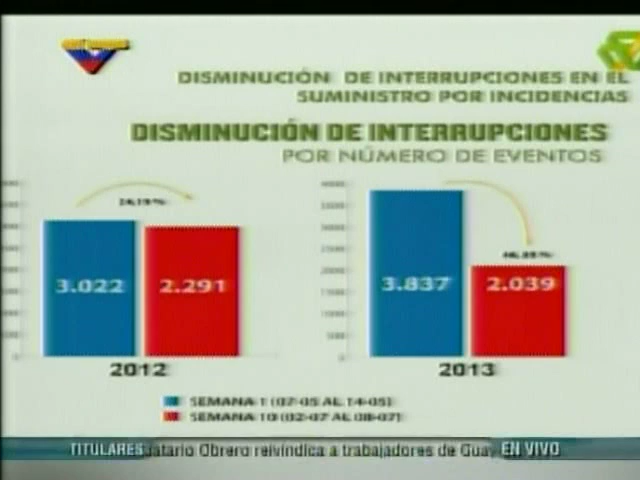 DISMINUCIÓN DE INTERRUPCIONES EN EL
SUMINISTRO POR INCIDENCIAS
DISMINUCIÓN DE INTERRUPCIONES
POR NÚMERO DE EVENTOS
3.022
2.291
3.837
2.039
2012
2013
SEMANA 1 (07-05 AL 14-05)
SEMANA 10 (02-07 AL 08-07)
TITULARES uatario Obrero reivindica a trabajadores de Guay EN VIVO